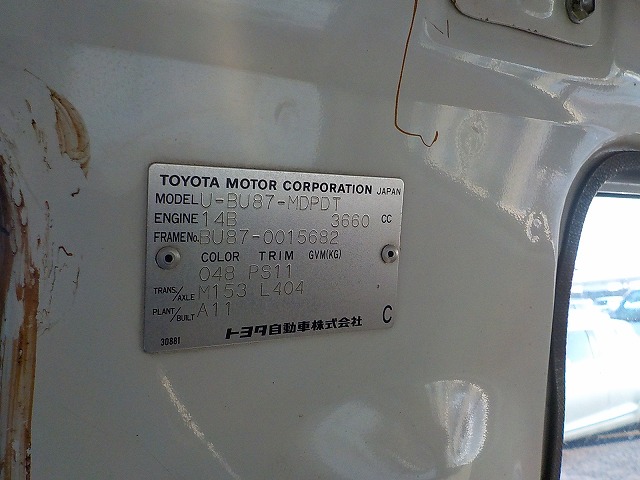 TOYOTA MOTOR CORPORATION JAPAN
MODEL U-BU87-MDPDT
ENGINE 14B 3660 CC
FRAME No. BU87-0015682
COLOR TRIM GVM(KG)
048 PS11
TRANS./AXLE M153 L404
PLANT/BUILT A11
30881 トヨタ自動車株式会社 C